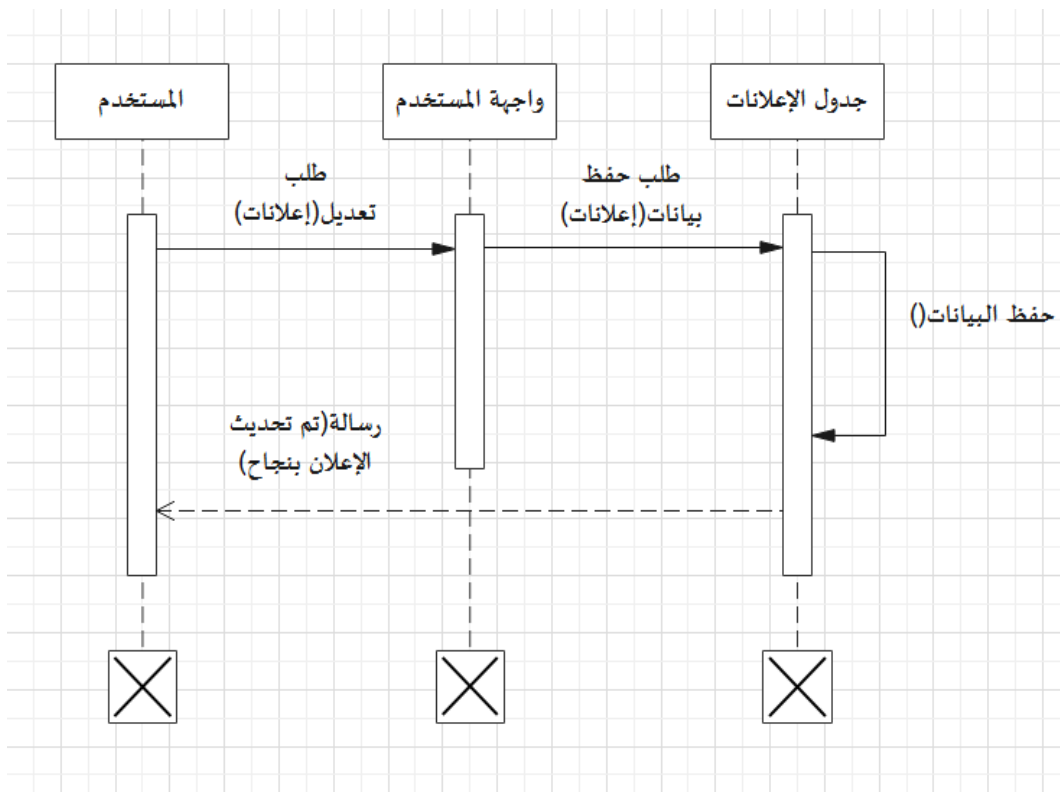 المستخدم
واجهة المستخدم
جدول الإعلانات
طلب
تعديل(إعلانات)
طلب حفظ
بيانات(إعلانات)
حفظ البيانات()
رسالة(تم تحديث
الإعلان بنجاح)